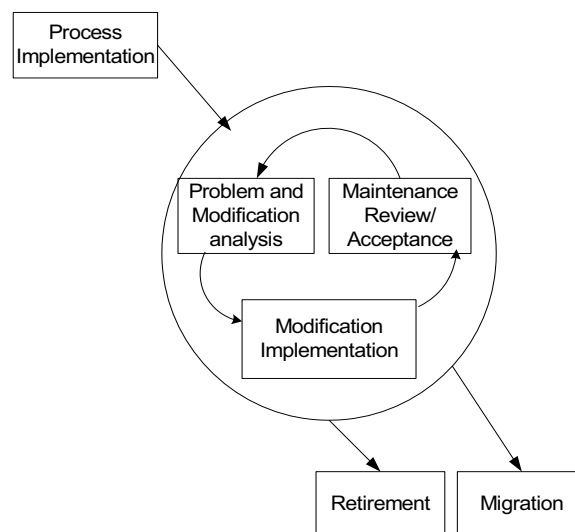 Process
Implementation
Problem and
Modification
analysis
Maintenance
Review/
Acceptance
Modification
Implementation
Retirement
Migration